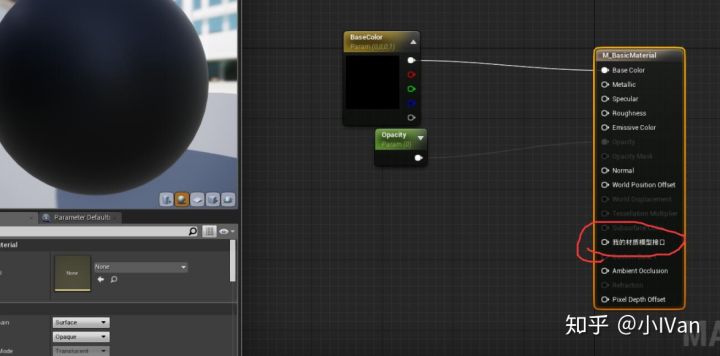 BaseColor
Param (0,0,0,1)
Opacity
Param (0)
M_BasicMaterial
Base Color
Metallic
Specular
Roughness
Emissive Color
Opacity
Opacity Mask
Normal
World Position Offset
World Displacement
Tessellation Multiplier
Subsurface Color
我的材质模型接口
Ambient Occlusion
Refraction
Pixel Depth Offset
Parameter Defaults
aterial
None
None
Surface
Opaque
Mode
Translucent
知乎 @小IVan
MA